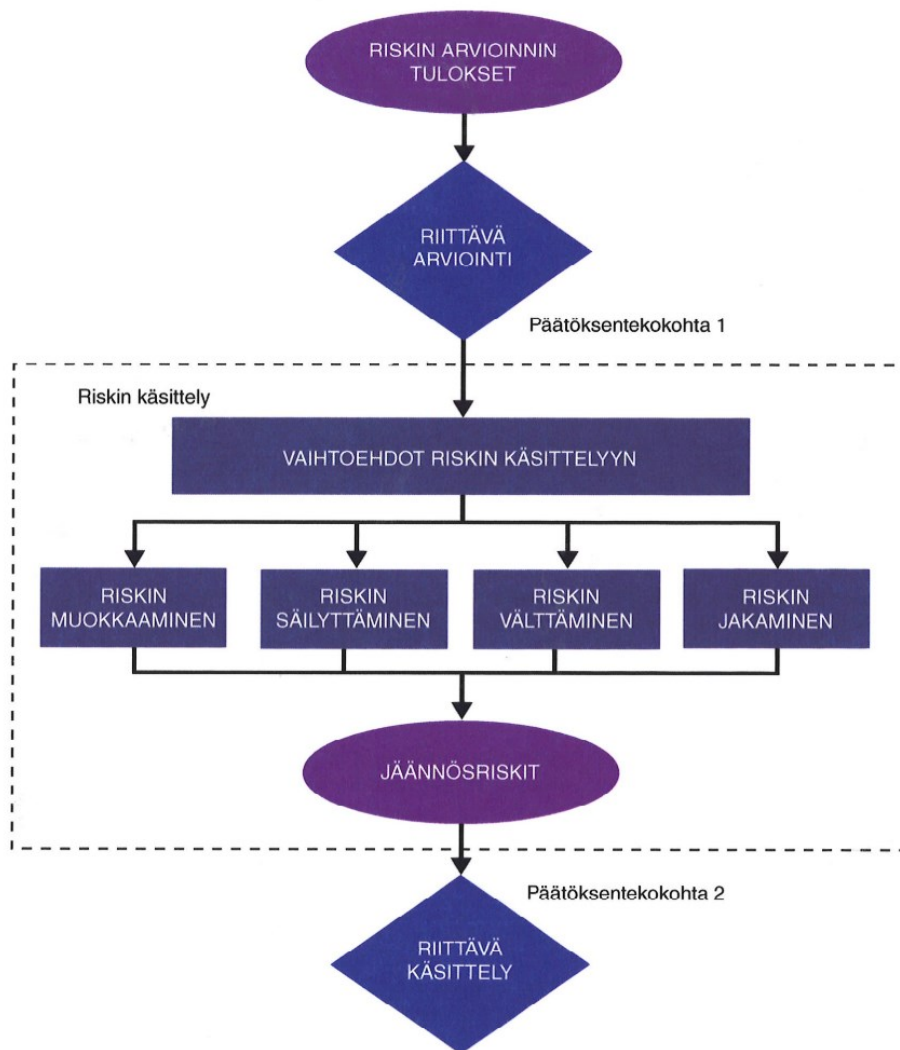 RISKIN ARVIOINNIN
TULOKSET
RIITTÄVÄ
ARVIOINTI
Päätöksentekokohta 1
Riskin käsittely
VAIHTOEHDOT RISKIN KÄSITTELYYN
RISKIN
MUOKKAAMINEN
RISKIN
SÄILYTTÄMINEN
RISKIN
VÄLTTÄMINEN
RISKIN
JAKAMINEN
JÄÄNNÖSRISKIT
Päätöksentekokohta 2
RIITTÄVÄ
KÄSITTELY